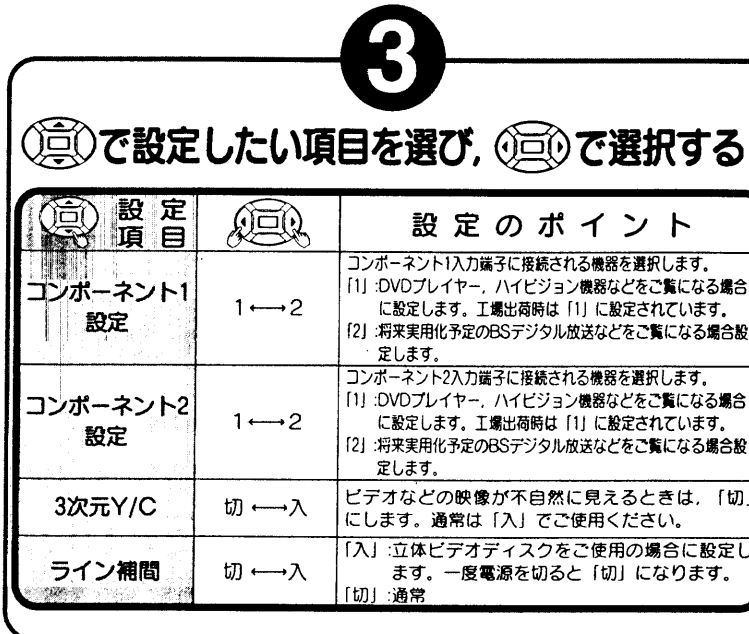 3
で設定したい項目を選び, で選択する
設定
項目
設定のポイント
コンポーネント1
設定
1⟷2
コンポーネント1入力端子に接続される機器を選択します。
「1」:DVDプレイヤー，ハイビジョン機器などをご覧になる場合
に設定します。工場出荷時は「1」に設定されています。
「2」:将来実用化予定のBSデジタル放送などをご覧になる場合設
定します。
コンポーネント2
設定
1⟷2
コンポーネント2入力端子に接続される機器を選択します。
「1」:DVDプレイヤー，ハイビジョン機器などをご覧になる場合
に設定します。工場出荷時は「1」に設定されています。
「2」:将来実用化予定のBSデジタル放送などをご覧になる場合設
定します。
3次元Y/C
切⟷入
ビデオなどの映像が不自然に見えるときは，「切」
にします。通常は「入」でご使用ください。
ライン補間
切⟷入
「入」:立体ビデオディスクをご使用の場合に設定し
ます。一度電源を切ると「切」になります。
「切」:通常